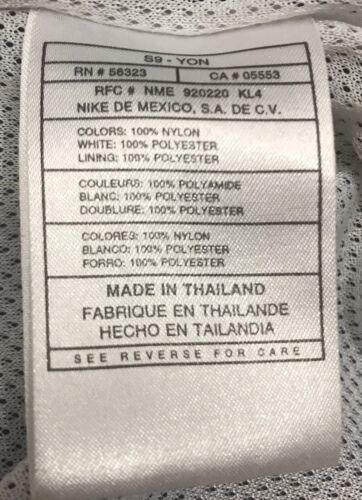 S9 - YON
RN # 56323 CA # 05553
RFC # NME 920220 KL4
NIKE DE MEXICO, S.A. DE C.V.
COLORS: 100% NYLON
WHITE: 100% POLYESTER
LINING: 100% POLYESTER
COULEURS: 100% POLYAMIDE
BLANC: 100% POLYESTER
DOUBLURE: 100% POLYESTER
COLORES: 100% NYLON
BLANCO: 100% POLYESTER
FORRO: 100% POLYESTER
MADE IN THAILAND
FABRIQUE EN THAILANDE
HECHO EN TAILANDIA
SEE REVERSE FOR CARE